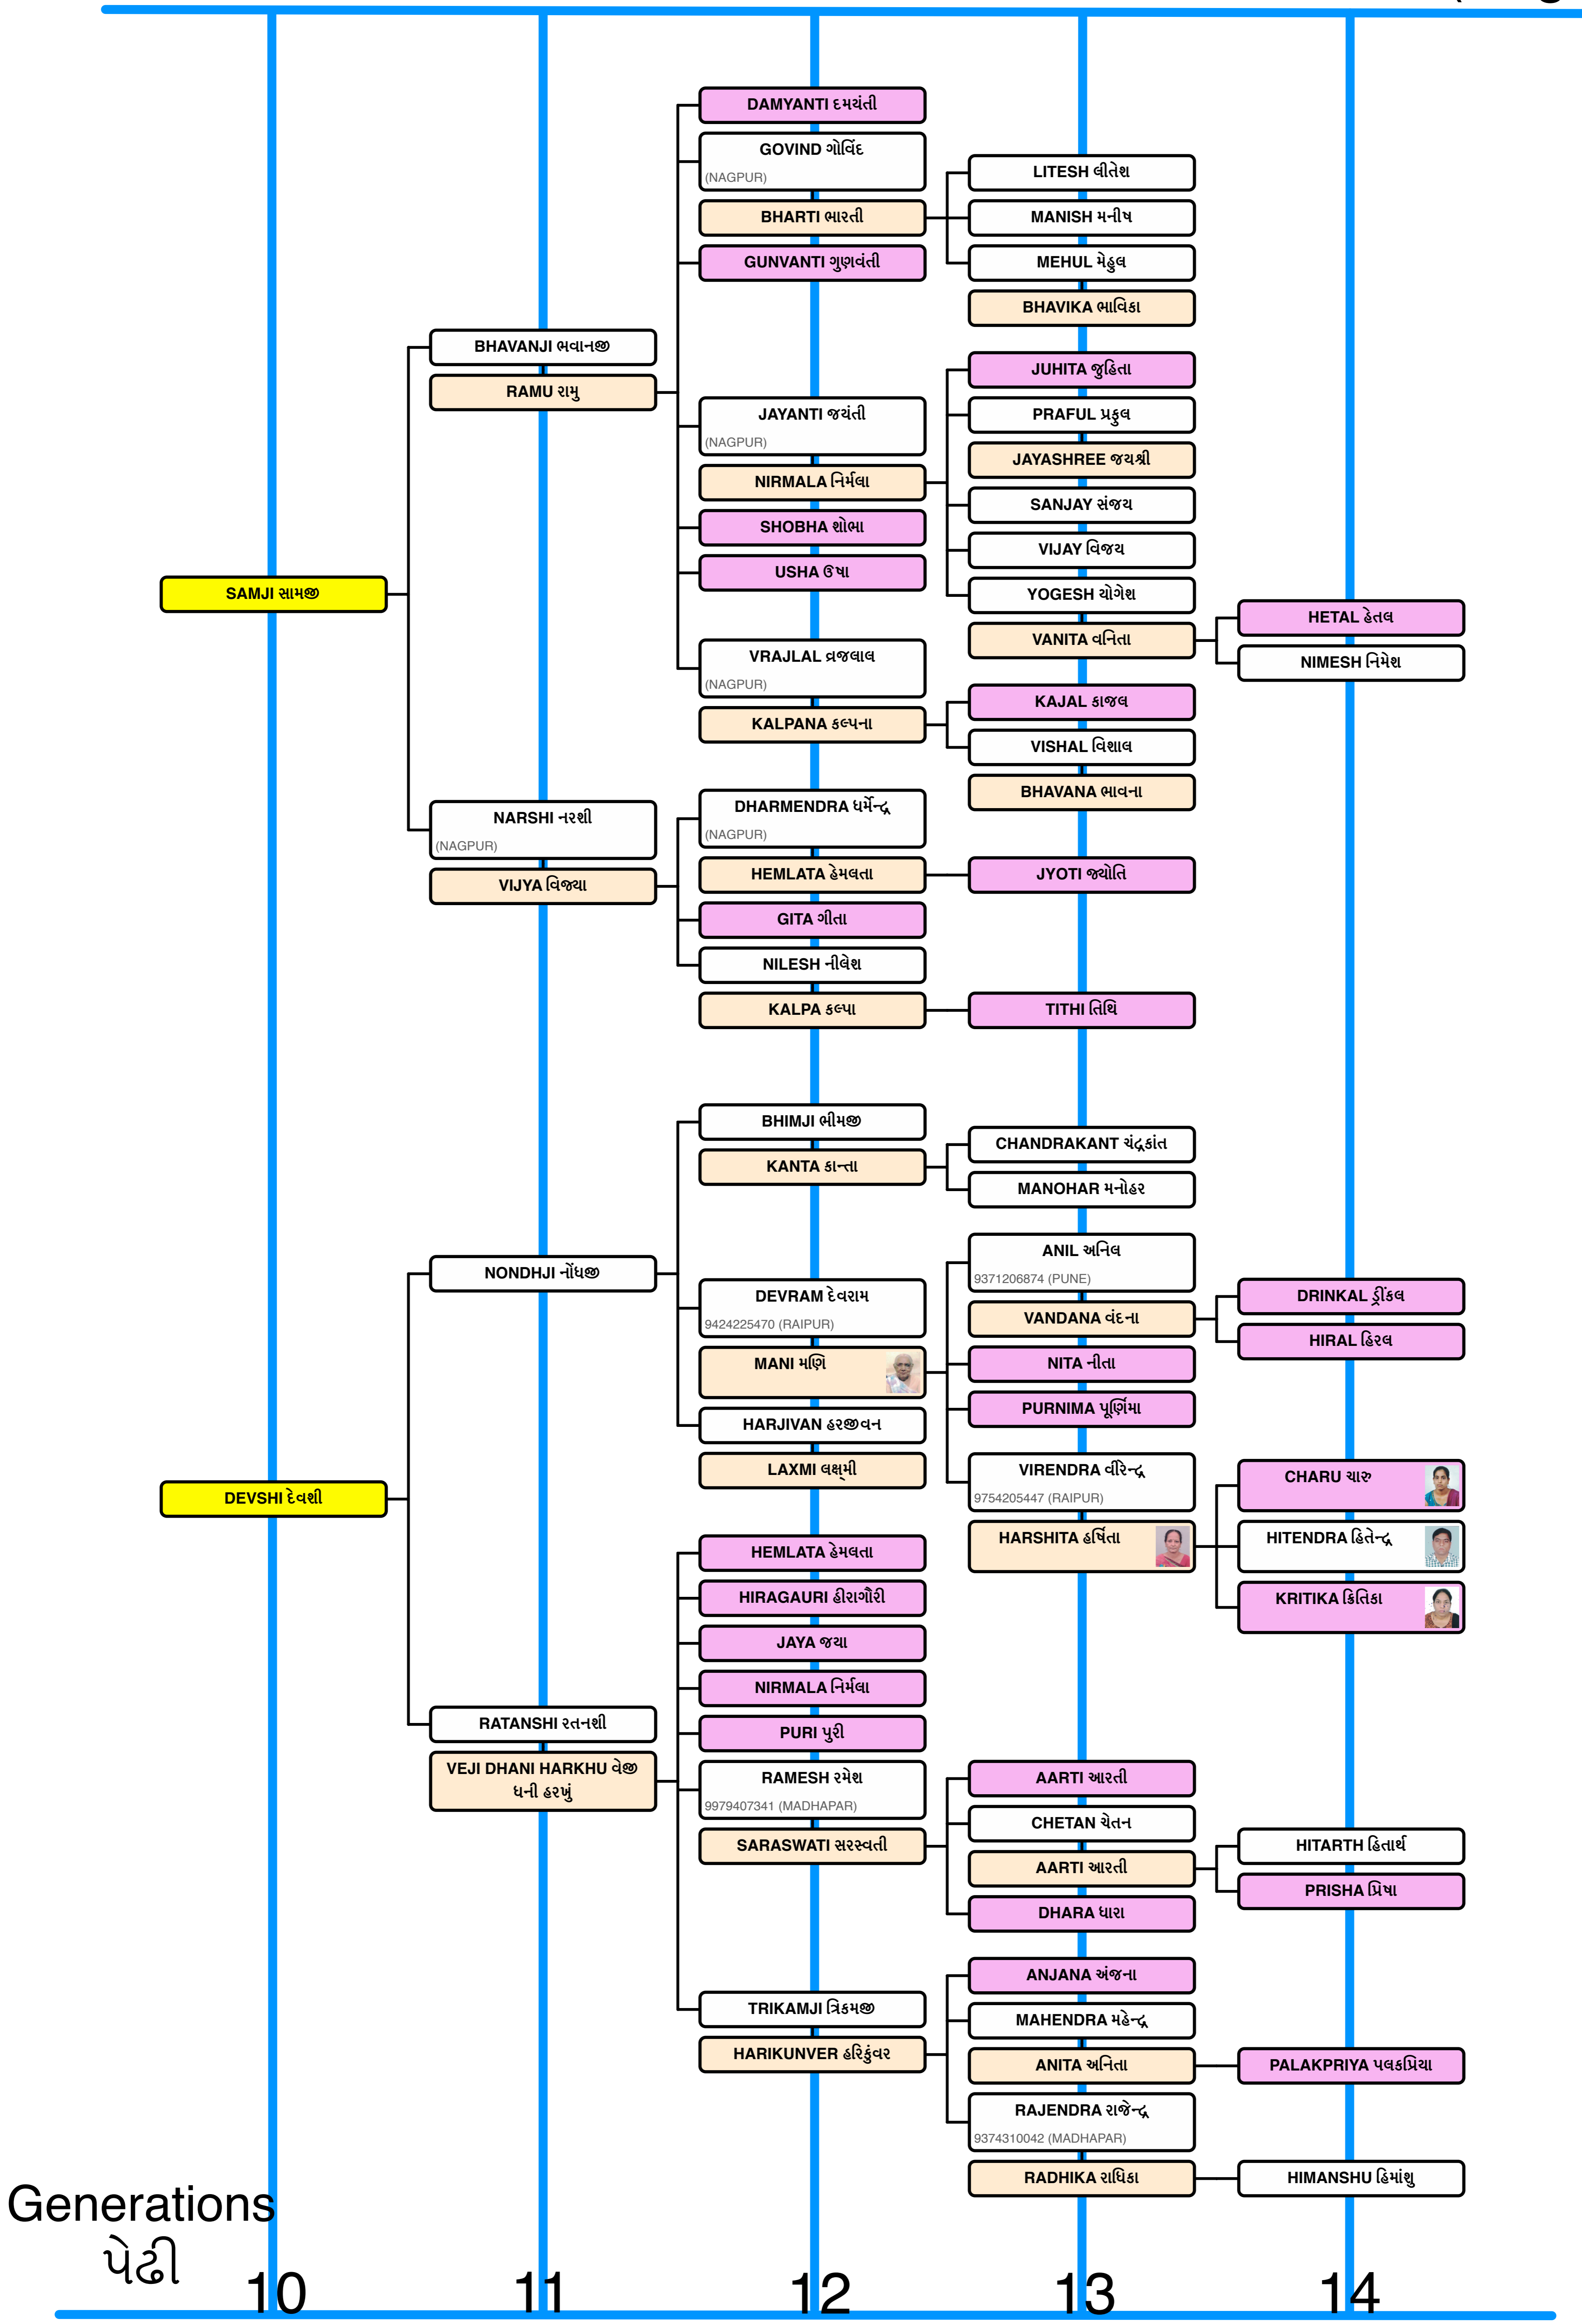 DAMYANTI દમયંતી
GOVIND ગોવિંદ
(NAGPUR)
BHARTI ભારતી
GUNVANTI ગુણવંતી
LITESH લીતેશ
MANISH મનીષ
MEHUL મેહુલ
BHAVIKA ભાવિકા
BHAVANJI ભવાનજી
RAMU રામુ
JAYANTI જયંતી
(NAGPUR)
NIRMALA નિર્મલા
SHOBHA શોભા
USHA ઉષા
JUHITA જુહિતા
PRAFUL પ્રફુલ
JAYASHREE જયશ્રી
SANJAY સંજય
VIJAY વિજય
YOGESH યોગેશ
VANITA વનિતા
HETAL હેતલ
NIMESH નિમેશ
SAMJI સામજી
VRAJLAL વ્રજલાલ
(NAGPUR)
KALPANA કલ્પના
KAJAL કાજલ
VISHAL વિશાલ
BHAVANA ભાવના
NARSHI નરશી
(NAGPUR)
VIJYA વિજ્યા
DHARMENDRA ધર્મેન્દ્ર
(NAGPUR)
HEMLATA હેમલતા
JYOTI જ્યોતિ
GITA ગીતા
NILESH નીલેશ
KALPA કલ્પા
TITHI તિથિ
BHIMJI ભીમજી
KANTA કાન્તા
CHANDRAKANT ચંદ્રકાંત
MANOHAR મનોહર
NONDHJI નોંધજી
DEVRAM દેવરામ
9424225470 (RAIPUR)
MANI મણિ
HARJIVAN હરજીવન
LAXMI લક્ષ્મી
ANIL અનિલ
9371206874 (PUNE)
VANDANA વંદના
NITA નીતા
PURNIMA પૂર્ણિમા
DRINKAL ડ્રીંકલ
HIRAL હિરલ
VIRENDRA વીરેન્દ્ર
9754205447 (RAIPUR)
HARSHITA હર્ષિતા
CHARU ચારુ
HITENDRA હિતેન્દ્ર
KRITIKA ક્રિતિકા
DEVSHI દેવશી
HEMLATA હેમલતા
HIRAGAURI હીરાગૌરી
JAYA જયા
NIRMALA નિર્મલા
PURI પુરી
RATANSHI રતનશી
VEJI DHANI HARKHU વેજી
ધની હરખું
RAMESH રમેશ
9979407341 (MADHAPAR)
SARASWATI સરસ્વતી
AARTI આરતી
CHETAN ચેતન
AARTI આરતી
DHARA ધારા
HITARTH હિતાર્થ
PRISHA પ્રિષા
TRIKAMJI ત્રિકમજી
HARIKUNVER હરિકુંવર
ANJANA અંજના
MAHENDRA મહેન્દ્ર
ANITA અનિતા
PALAKPRIYA પલકપ્રિયા
RAJENDRA રાજેન્દ્ર
9374310042 (MADHAPAR)
RADHIKA રાધિકા
HIMANSHU હિમાંશુ
Generations
પેઢી
10 11 12 13 14